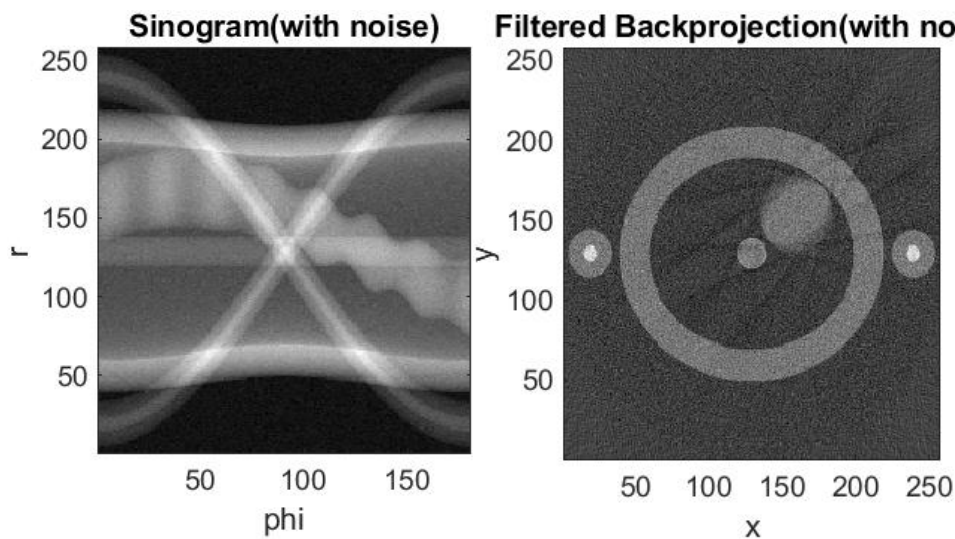 Sinogram(with noise)
250
200
150
100
50
r
50 100 150
phi
Filtered Backprojection(with no
250
200
150
100
50
y
50 100 150 200 250
x